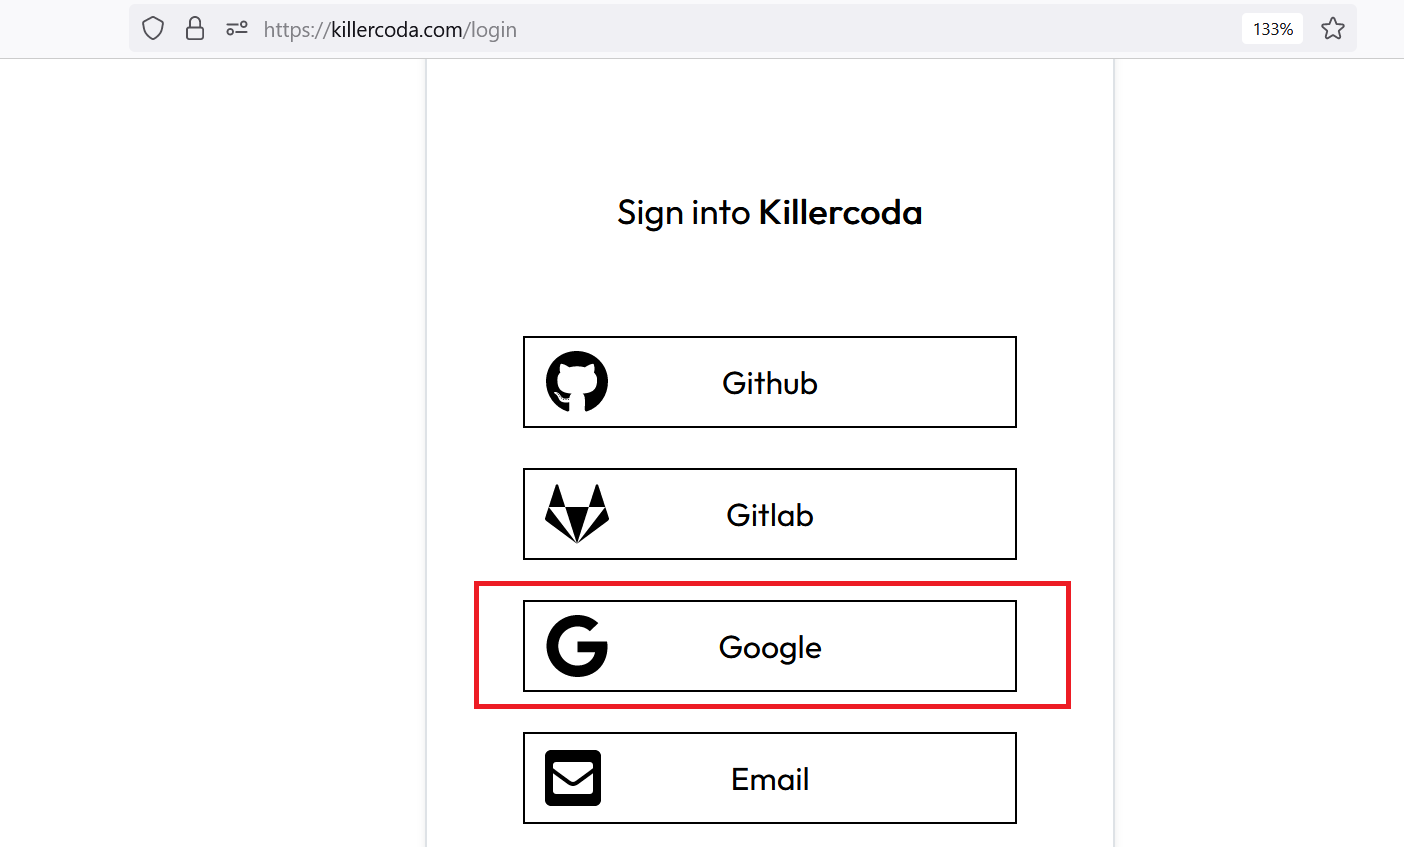 https://killercoda.com/login
133%
Sign into Killercoda
Github
Gitlab
Google
Email